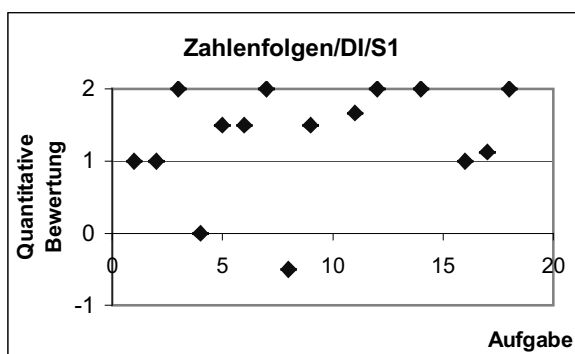 Zahlenfolgen/DI/S1
Quantitative
Bewertung
2
1
0
-1
0 5 10 15 20
Aufgabe